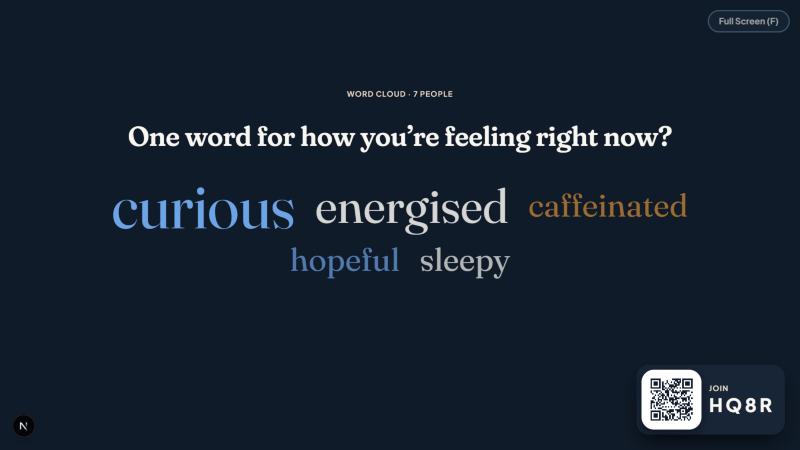 Full Screen (F)
WORD CLOUD · 7 PEOPLE
One word for how you’re feeling right now?
curious energised caffeinated
hopeful sleepy
JOIN
HQ8R
N